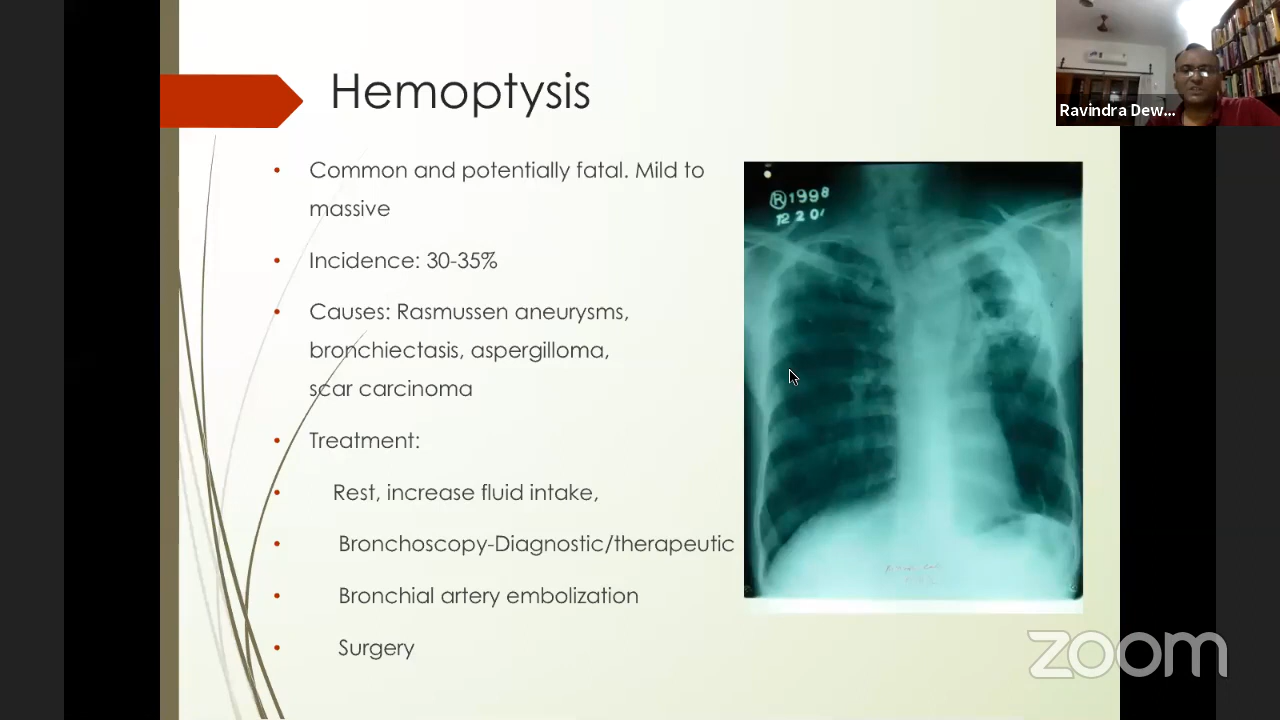 Hemoptysis
• Common and potentially fatal. Mild to
massive
• Incidence: 30-35%
• Causes: Rasmussen aneurysms,
bronchiectasis, aspergilloma,
scar carcinoma
• Treatment:
• Rest, increase fluid intake,
• Bronchoscopy-Diagnostic/therapeutic
• Bronchial artery embolization
• Surgery
R 1998
Ravindra Dew...
zoom